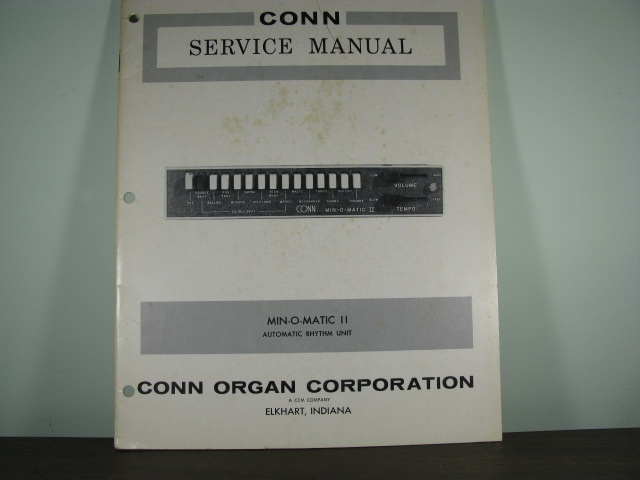 CONN
SERVICE MANUAL
VOLUME
CONN MIN-O-MATIC II
TEMPO
MIN-O-MATIC II
AUTOMATIC RHYTHM UNIT
CONN ORGAN CORPORATION
A CCM COMPANY
ELKHART, INDIANA